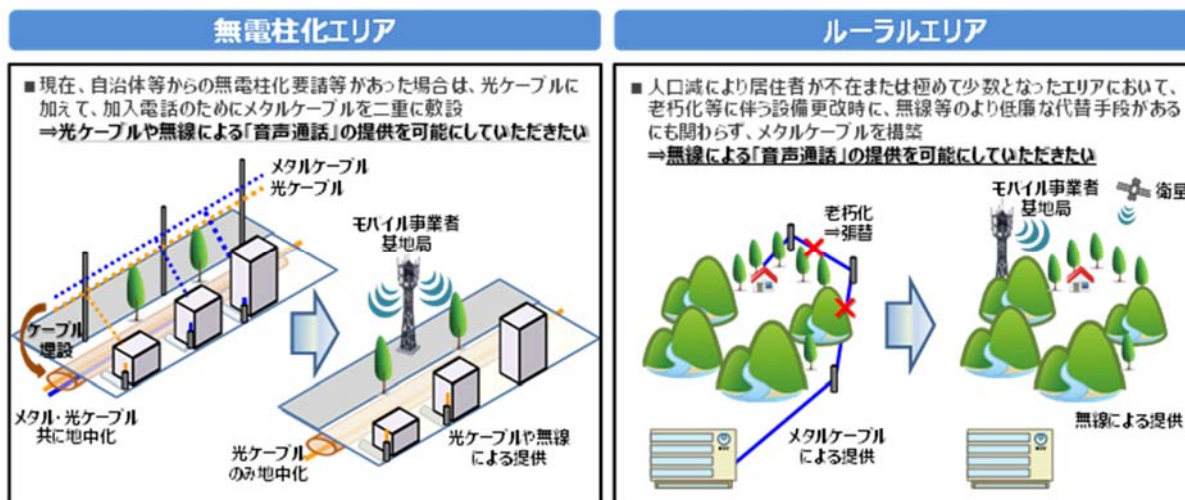 無電柱化エリア
■現在、自治体等からの無電柱化要請等があった場合は、光ケーブルに
加えて、加入電話のためにメタルケーブルを二重に敷設
⇒光ケーブルや無線による「音声通話」の提供を可能にしていただきたい
メタルケーブル
光ケーブル
モバイル事業者
基地局
ケーブル
埋設
メタル・光ケーブル
共に地中化
光ケーブル
のみ地中化
光ケーブルや無線
による提供
ルーラルエリア
■人口減により居住者が不在または極めて少数となったエリアにおいて、
老朽化等に伴う設備更改時に、無線等のより低廉な代替手段がある
にも関わらず、メタルケーブルを構築
⇒無線による「音声通話」の提供を可能にしていただきたい
老朽化
⇒張替
モバイル事業者
基地局
衛星
メタルケーブル
による提供
無線による提供